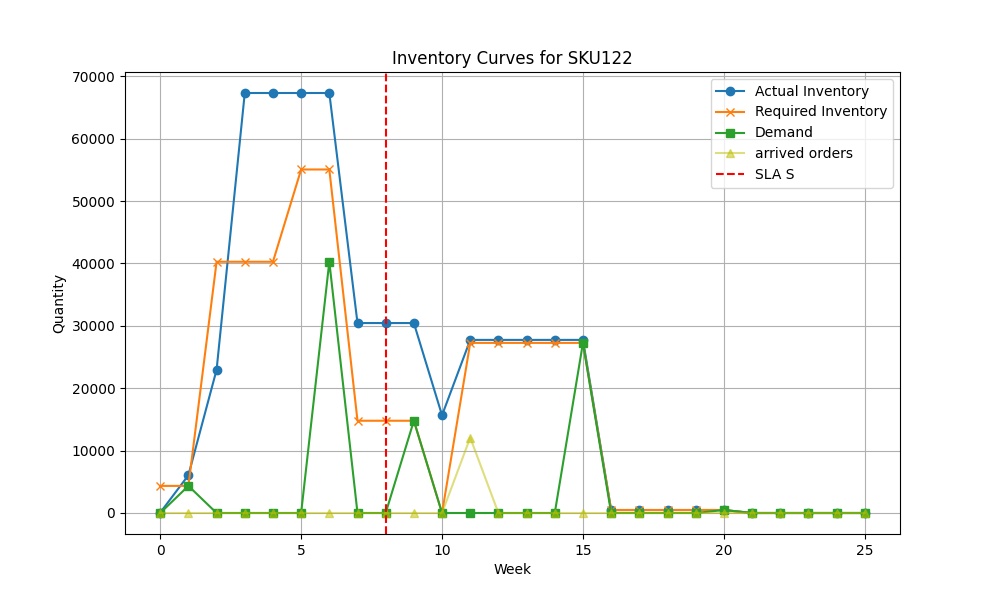 Inventory Curves for SKU122
70000
60000
50000
40000
30000
20000
10000
0
Quantity
Actual Inventory
Required Inventory
Demand
arrived orders
SLA S
0 5 10 15 20 25
Week